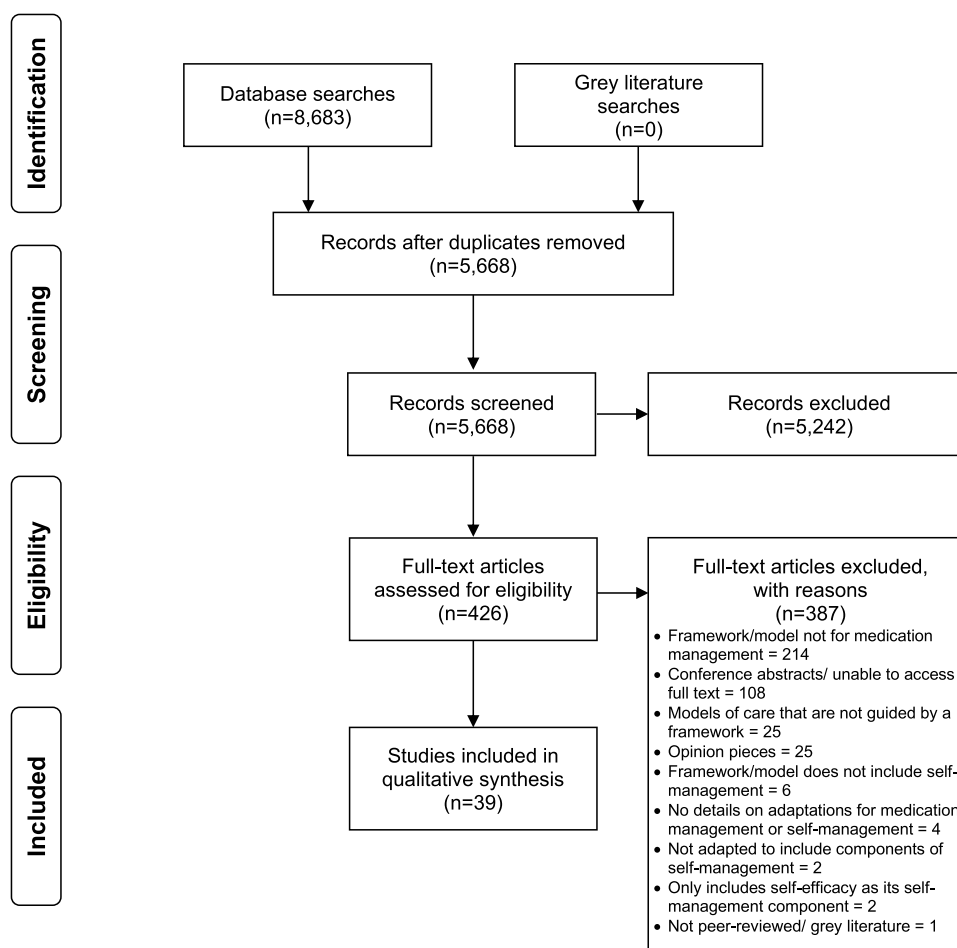 Identification
Database searches
(n=8,683)
Grey literature
searches
(n=0)
Records after duplicates removed
(n=5,668)
Screening
Records screened
(n=5,668)
Records excluded
(n=5,242)
Eligibility
Full-text articles
assessed for eligibility
(n=426)
Full-text articles excluded,
with reasons
(n=387)
• Framework/model not for medication
management = 214
• Conference abstracts/ unable to access
full text = 108
• Models of care that are not guided by a
framework = 25
• Opinion pieces = 25
• Framework/model does not include self-
management = 6
• No details on adaptations for medication
management or self-management = 4
• Not adapted to include components of
self-management = 2
• Only includes self-efficacy as its self-
management component = 2
• Not peer-reviewed/ grey literature = 1
Included
Studies included in
qualitative synthesis
(n=39)